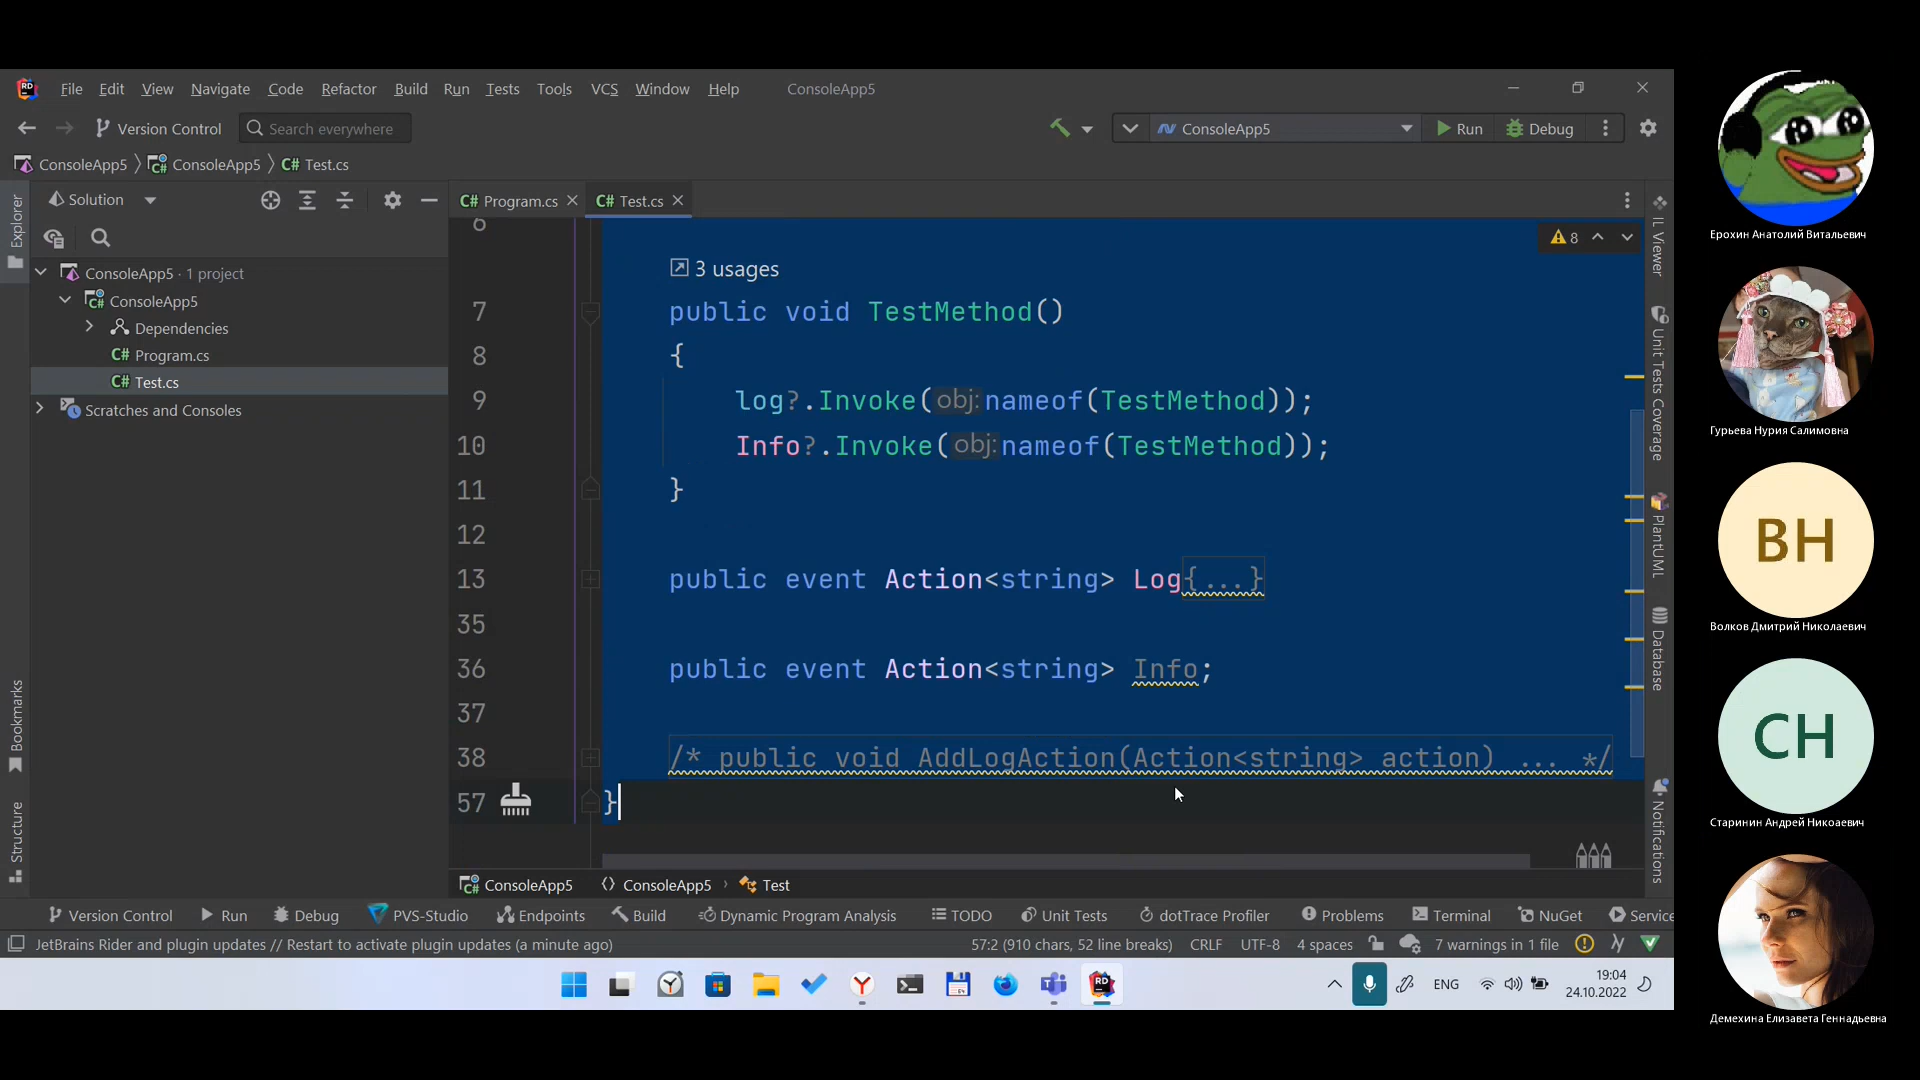 File Edit View Navigate Code Refactor Build Run Tests Tools VCS Window Help ConsoleApp5
Version Control Search everywhere ConsoleApp5 Run Debug
ConsoleApp5 ConsoleApp5 C# Test.cs
Explorer
Solution
C# Program.cs C# Test.cs
ConsoleApp5 · 1 project
ConsoleApp5
Dependencies
C# Program.cs
C# Test.cs
Scratches and Consoles
Bookmarks
Structure
8
6
3 usages
7 public void TestMethod()
8 {
9 log?.Invoke( obj: nameof(TestMethod));
10 Info?.Invoke( obj: nameof(TestMethod));
11 }
12
13 public event Action<string> Log{...}
35
36 public event Action<string> Info;
37
38 /* public void AddLogAction(Action<string> action) ... */
57 }
IL Viewer
Unit Tests Coverage
PlantUML
Database
Notifications
ConsoleApp5 ConsoleApp5 Test
Version Control Run Debug PVS-Studio Endpoints Build Dynamic Program Analysis TODO Unit Tests dotTrace Profiler Problems Terminal NuGet Service
JetBrains Rider and plugin updates // Restart to activate plugin updates (a minute ago) 57:2 (910 chars, 52 line breaks) CRLF UTF-8 4 spaces 7 warnings in 1 file
ENG 19:04
24.10.2022
Ерохин Анатолий Витальевич
Гурьева Нурия Салимовна
ВН
Волков Дмитрий Николаевич
СН
Старинин Андрей Никоаевич
Демехина Елизавета Геннадьевна